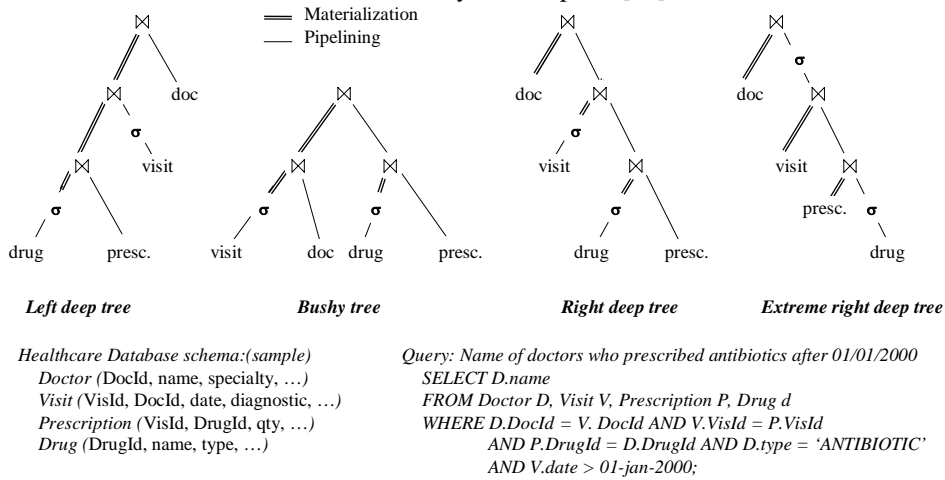 Materialization
Pipelining
⋈ ⋈ ⋈
doc doc σ
⋈ ⋈ ⋈ ⋈
σ σ doc
visit visit visit
⋈ ⋈ ⋈ ⋈ ⋈
σ σ σ σ presc. σ
drug presc. visit doc drug presc. drug presc. drug
Left deep tree Bushy tree Right deep tree Extreme right deep tree
Healthcare Database schema:(sample)
Doctor (DocId, name, specialty, …)
Visit (VisId, DocId, date, diagnostic, …)
Prescription (VisId, DrugId, qty, …)
Drug (DrugId, name, type, …)
Query: Name of doctors who prescribed antibiotics after 01/01/2000
SELECT D.name
FROM Doctor D, Visit V, Prescription P, Drug d
WHERE D.DocId = V. DocId AND V.VisId = P.VisId
AND P.DrugId = D.DrugId AND D.type = ‘ANTIBIOTIC’
AND V.date > 01-jan-2000;